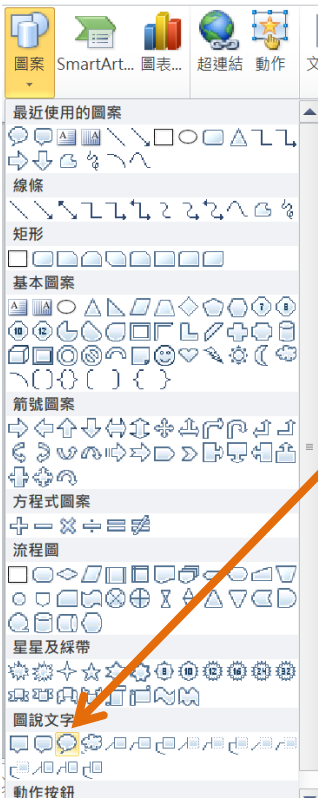 圖案 SmartArt... 圖表... 超連結 動作 文
最近使用的圖案
線條
矩形
基本圖案
箭號圖案
方程式圖案
流程圖
星星及綵帶
圖說文字
動作按鈕